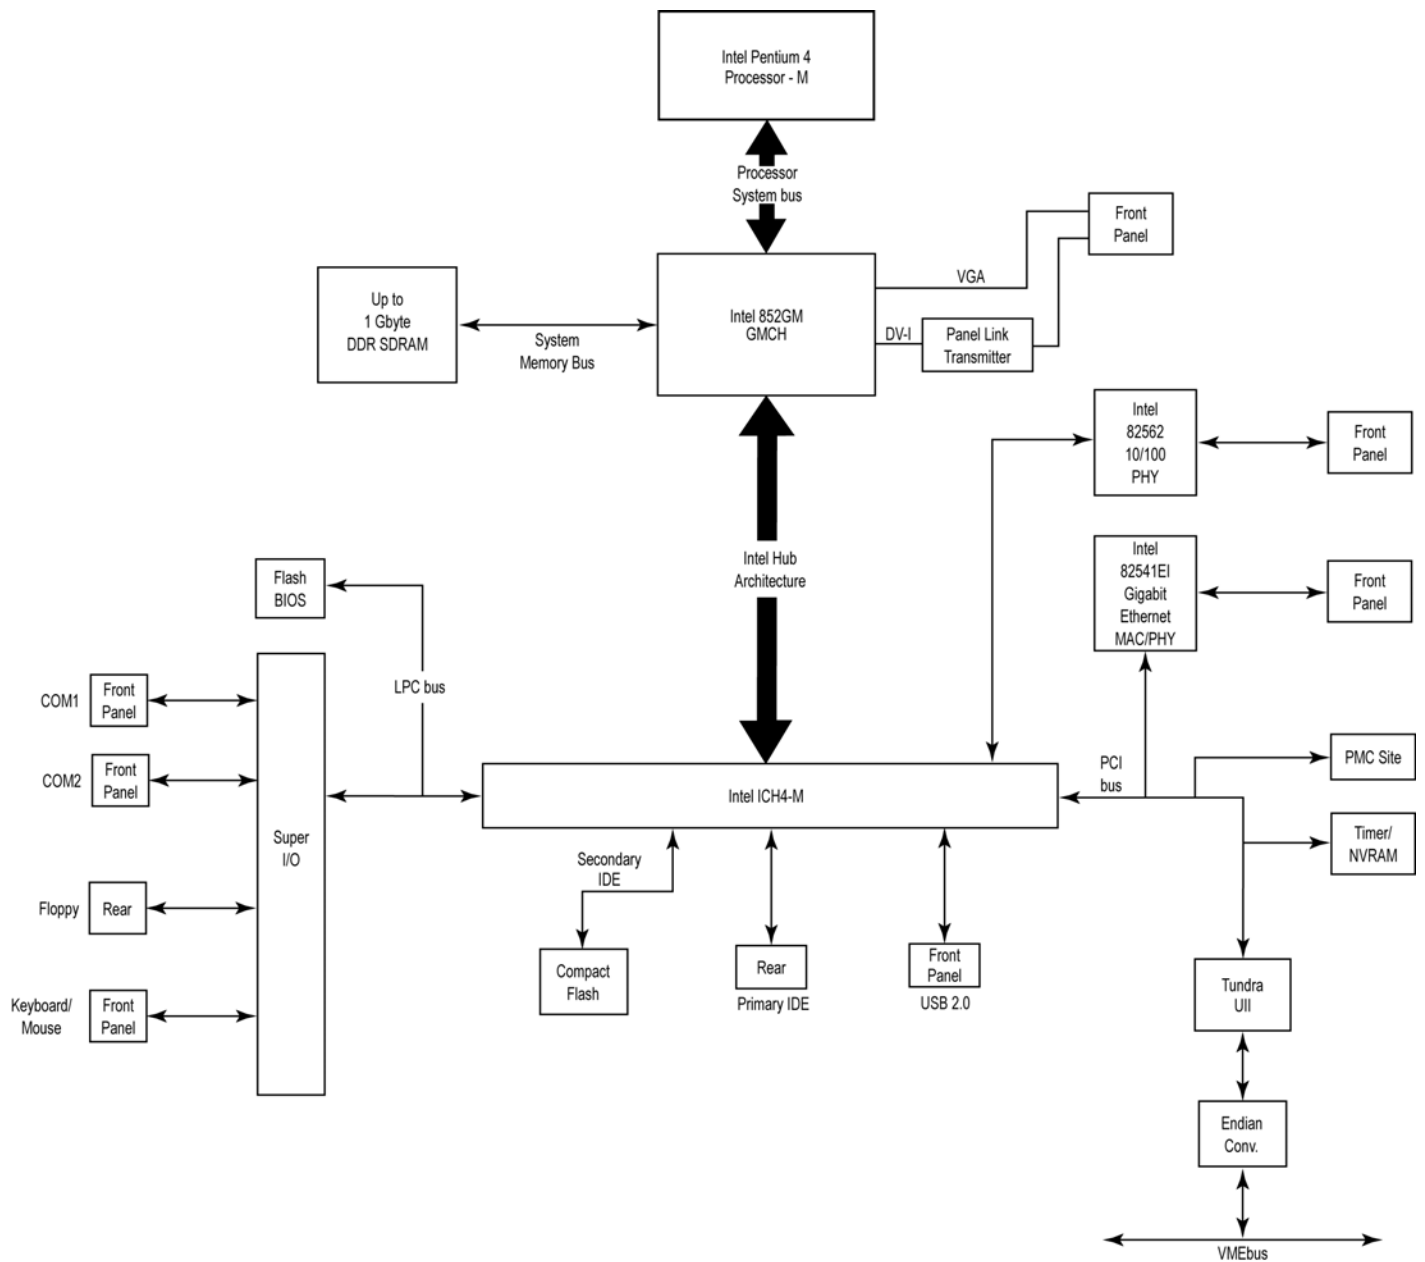 Intel Pentium 4
Processor - M
Processor
System bus
Front
Panel
VGA
Up to
1 Gbyte
DDR SDRAM
System
Memory Bus
Intel 852GM
GMCH
DV-I
Panel Link
Transmitter
Intel
82562
10/100
PHY
Front
Panel
Intel Hub
Architecture
Intel
82541EI
Gigabit
Ethernet
MAC/PHY
Front
Panel
Flash
BIOS
LPC bus
COM1
Front
Panel
COM2
Front
Panel
Super
I/O
Floppy
Rear
Keyboard/
Mouse
Front
Panel
Intel ICH4-M
PCI
bus
PMC Site
Timer/
NVRAM
Secondary
IDE
Compact
Flash
Rear
Primary IDE
Front
Panel
USB 2.0
Tundra
UII
Endian
Conv.
VMEbus